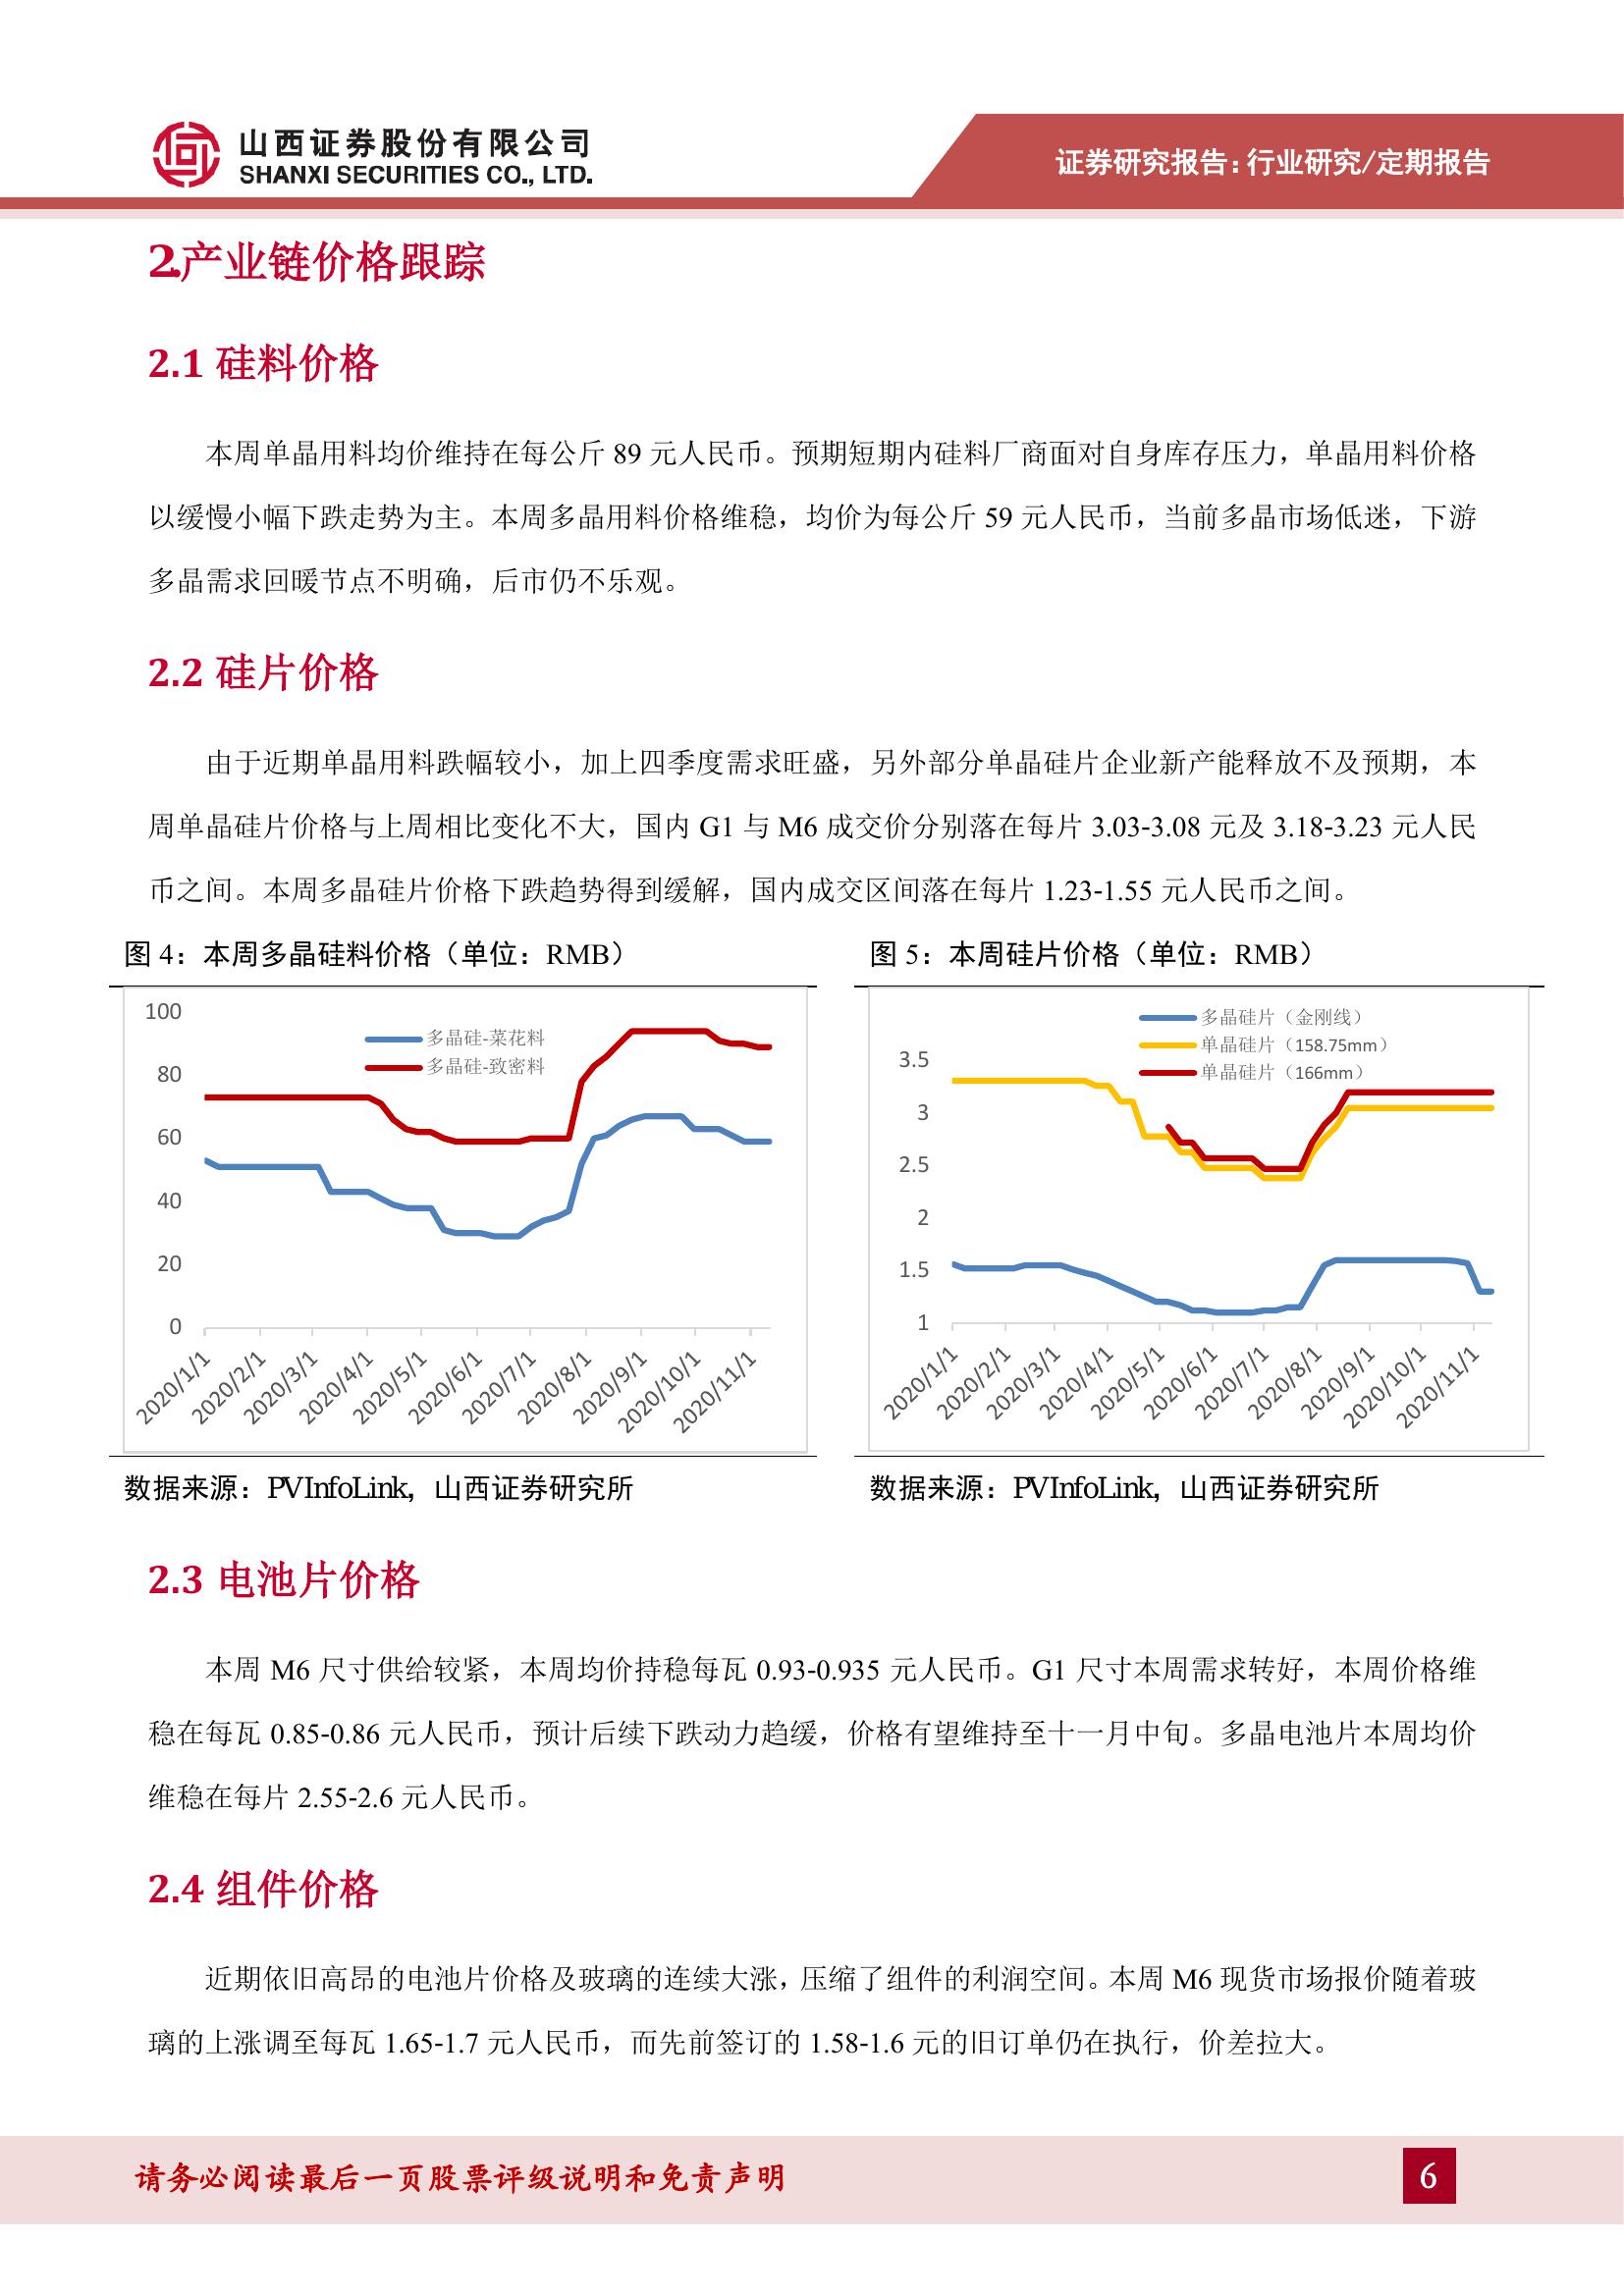 山西证券股份有限公司
SHANXI SECURITIES CO., LTD.
证券研究报告：行业研究/定期报告
2.产业链价格跟踪
2.1 硅料价格
本周单晶用料均价维持在每公斤 89 元人民币。预期短期内硅料厂商面对自身库存压力，单晶用料价格
以缓慢小幅下跌走势为主。本周多晶用料价格维稳，均价为每公斤 59 元人民币，当前多晶市场低迷，下游
多晶需求回暖节点不明确，后市仍不乐观。
2.2 硅片价格
由于近期单晶用料跌幅较小，加上四季度需求旺盛，另外部分单晶硅片企业新产能释放不及预期，本
周单晶硅片价格与上周相比变化不大，国内 G1 与 M6 成交价分别落在每片 3.03-3.08 元及 3.18-3.23 元人民
币之间。本周多晶硅片价格下跌趋势得到缓解，国内成交区间落在每片 1.23-1.55 元人民币之间。
图 4：本周多晶硅料价格（单位：RMB）
100
80
60
40
20
0
多晶硅-菜花料
多晶硅-致密料
2020/1/1
2020/2/1
2020/3/1
2020/4/1
2020/5/1
2020/6/1
2020/7/1
2020/8/1
2020/9/1
2020/10/1
2020/11/1
数据来源：PVInfoLink，山西证券研究所
图 5：本周硅片价格（单位：RMB）
多晶硅片（金刚线）
单晶硅片（158.75mm）
单晶硅片（166mm）
3.5
3
2.5
2
1.5
1
2020/1/1
2020/2/1
2020/3/1
2020/4/1
2020/5/1
2020/6/1
2020/7/1
2020/8/1
2020/9/1
2020/10/1
2020/11/1
数据来源：PVInfoLink，山西证券研究所
2.3 电池片价格
本周 M6 尺寸供给较紧，本周均价持稳每瓦 0.93-0.935 元人民币。G1 尺寸本周需求转好，本周价格维
稳在每瓦 0.85-0.86 元人民币，预计后续下跌动力趋缓，价格有望维持至十一月中旬。多晶电池片本周均价
维稳在每片 2.55-2.6 元人民币。
2.4 组件价格
近期依旧高昂的电池片价格及玻璃的连续大涨，压缩了组件的利润空间。本周 M6 现货市场报价随着玻
璃的上涨调至每瓦 1.65-1.7 元人民币，而先前签订的 1.58-1.6 元的旧订单仍在执行，价差拉大。
请务必阅读最后一页股票评级说明和免责声明
6